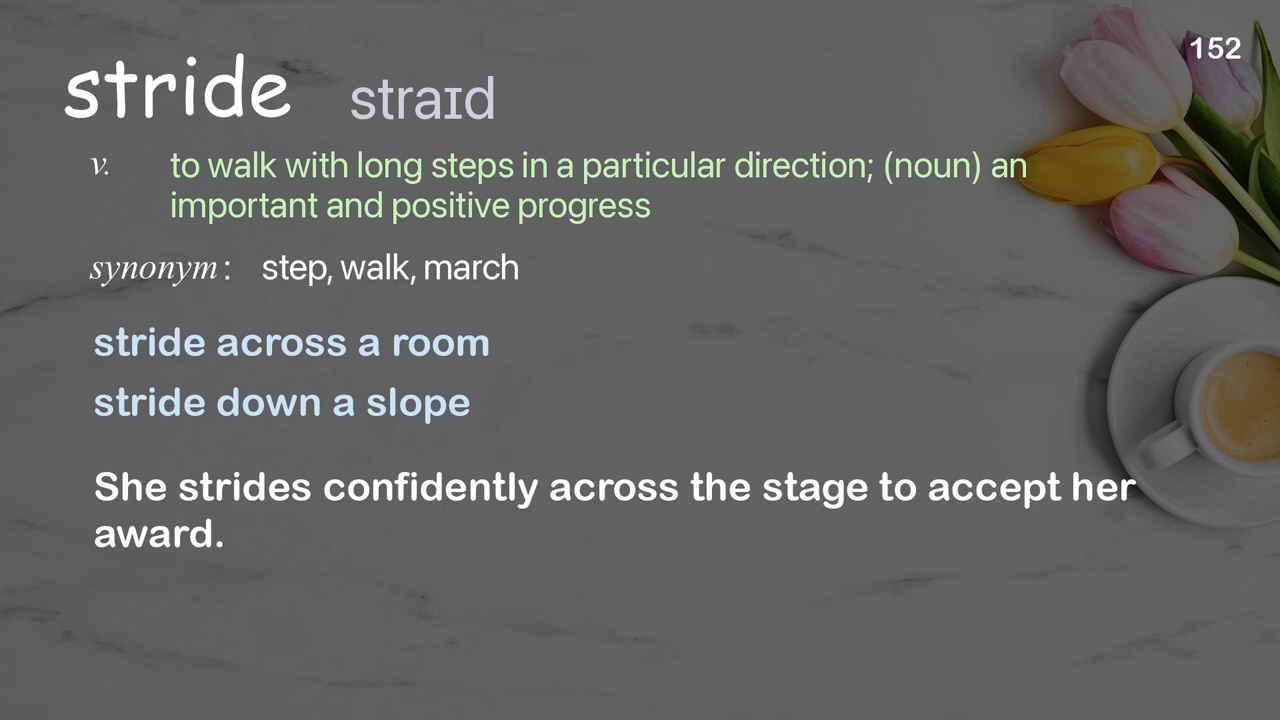 152
stride straɪd
v. to walk with long steps in a particular direction; (noun) an
important and positive progress
synonym: step, walk, march
stride across a room
stride down a slope
She strides confidently across the stage to accept her
award.